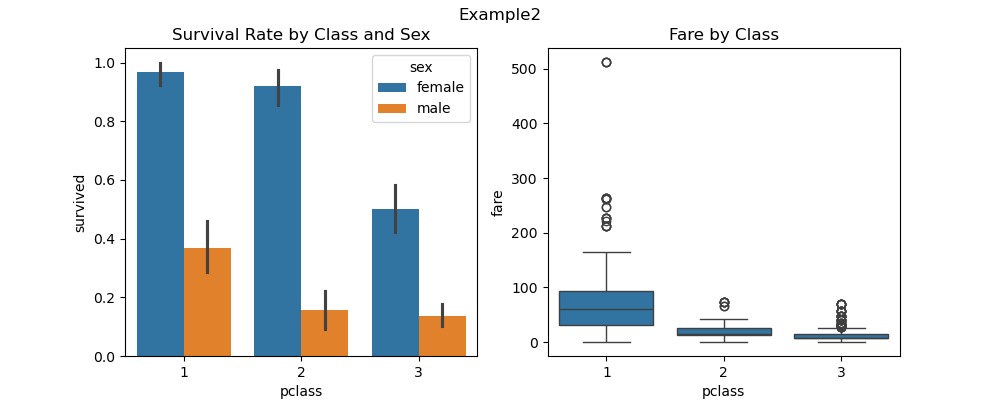 Example2
Survival Rate by Class and Sex
survived
1.0
0.8
0.6
0.4
0.2
0.0
sex
female
male
1 2 3
pclass
Fare by Class
fare
500
400
300
200
100
0
1 2 3
pclass